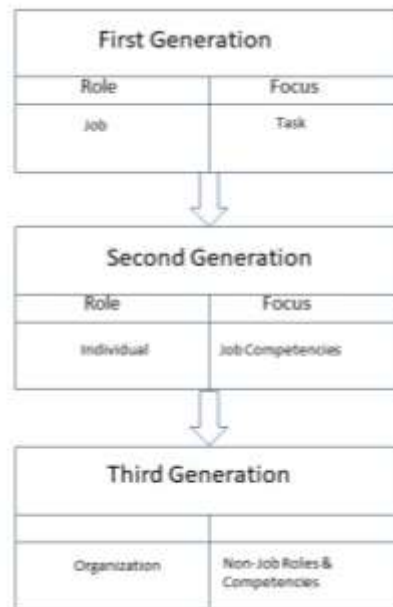 First Generation
Role Focus
Job Task
Second Generation
Role Focus
Individual Job Competencies
Third Generation
Organization Non-Job Roles &
Competencies